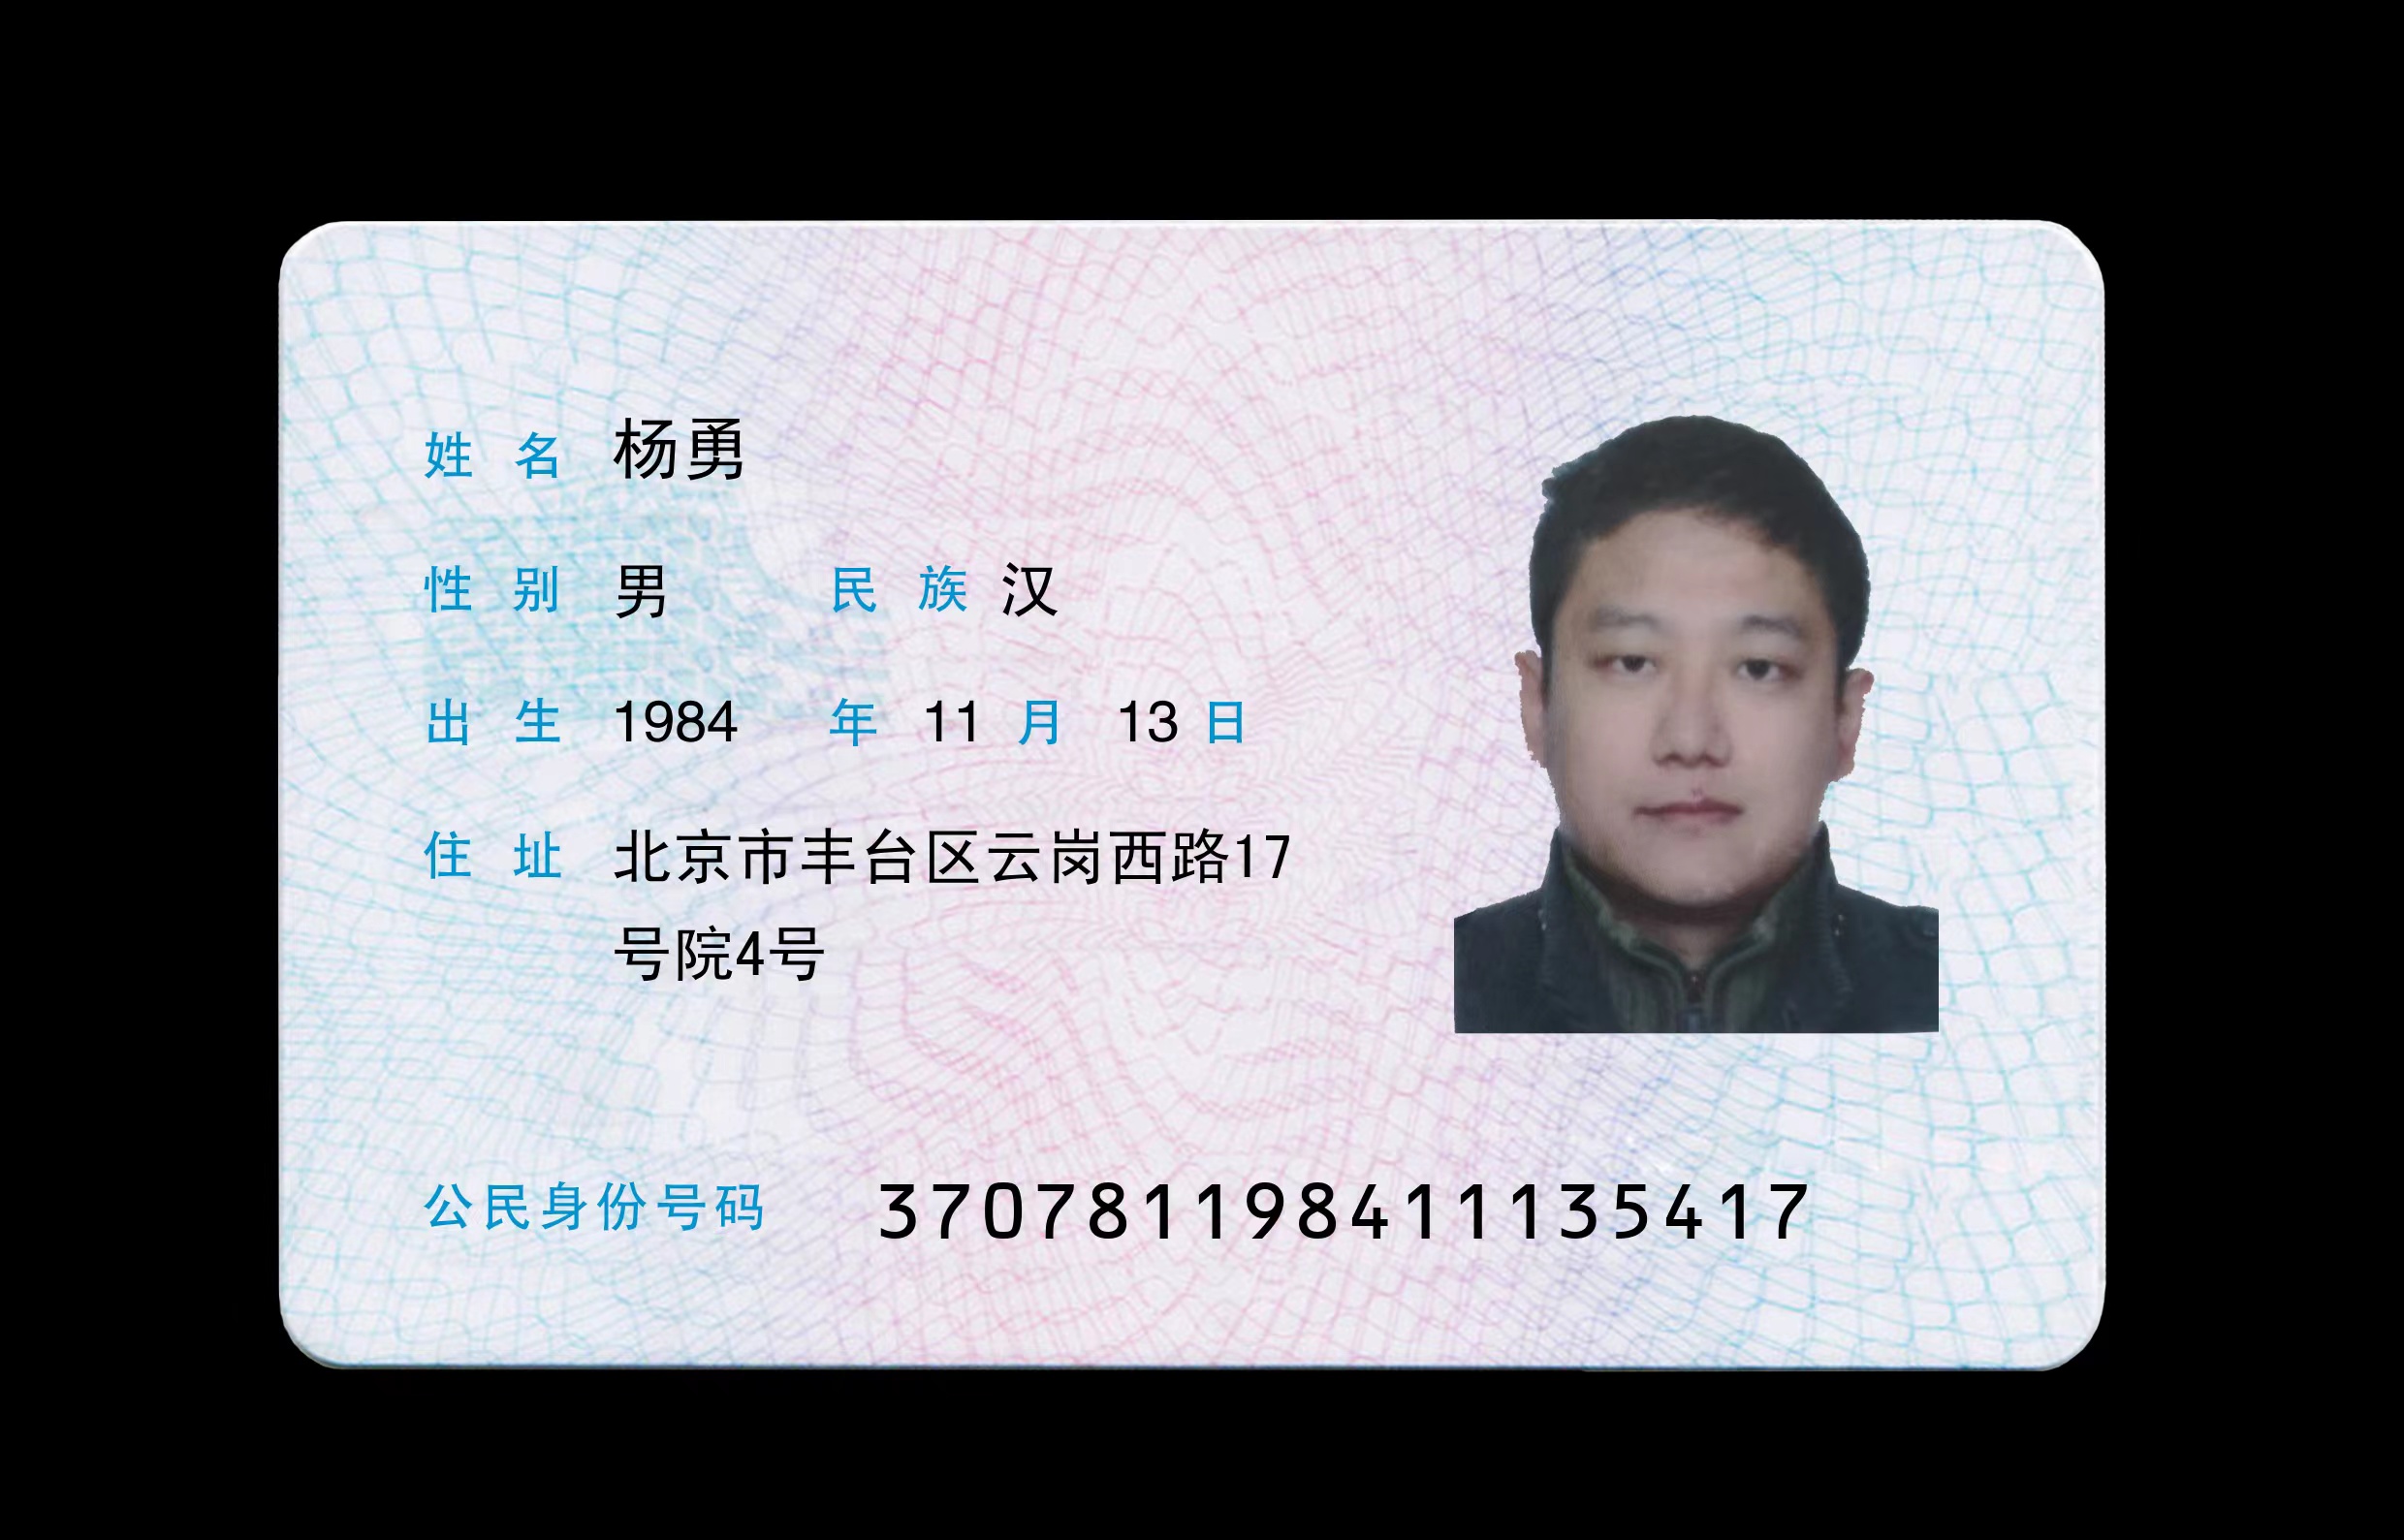 姓名 杨勇
性别 男 民族 汉
出生 1984 年 11 月 13 日
住址 北京市丰台区云岗西路17
号院4号
公民身份号码 370781198411135417